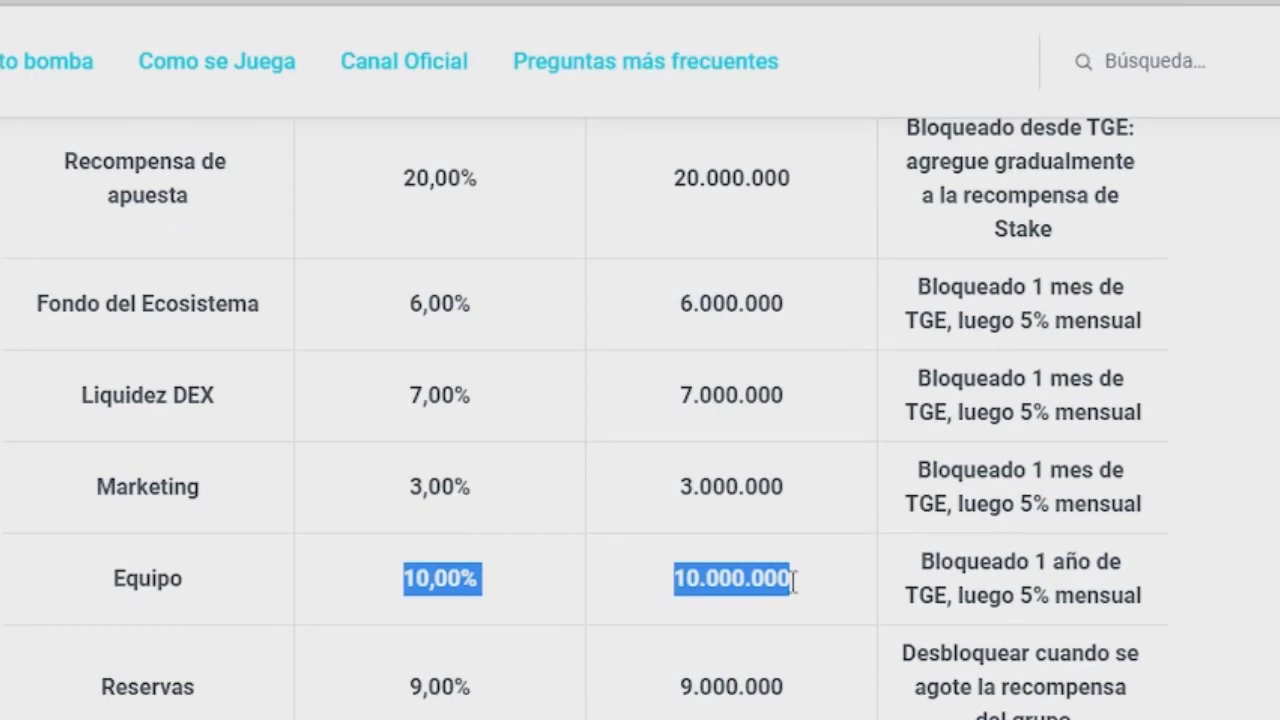 to bomba
Como se Juega
Canal Oficial
Preguntas más frecuentes
Búsqueda...
Recompensa de
apuesta
20,00%
20.000.000
Bloqueado desde TGE:
agregue gradualmente
a la recompensa de
Stake
Fondo del Ecosistema
6,00%
6.000.000
Bloqueado 1 mes de
TGE, luego 5% mensual
Liquidez DEX
7,00%
7.000.000
Bloqueado 1 mes de
TGE, luego 5% mensual
Marketing
3,00%
3.000.000
Bloqueado 1 mes de
TGE, luego 5% mensual
Equipo
10,00%
10.000.000
Bloqueado 1 año de
TGE, luego 5% mensual
Reservas
9,00%
9.000.000
Desbloquear cuando se
agote la recompensa
del grupo